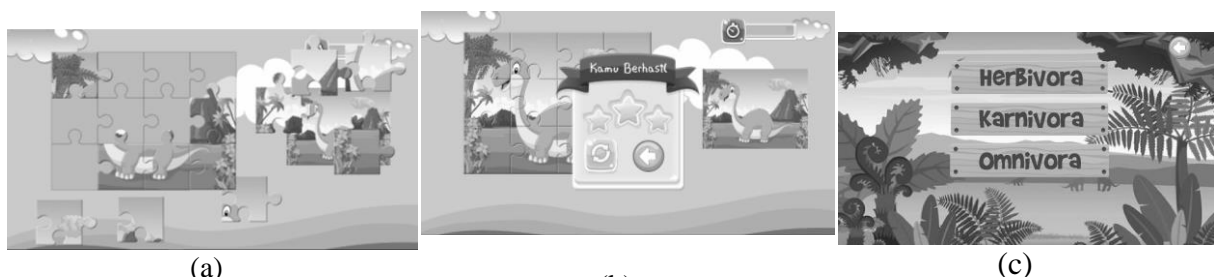 Kamu Berhasil
Herbivora
Karnivora
Omnivora
(a)
(b)
(c)